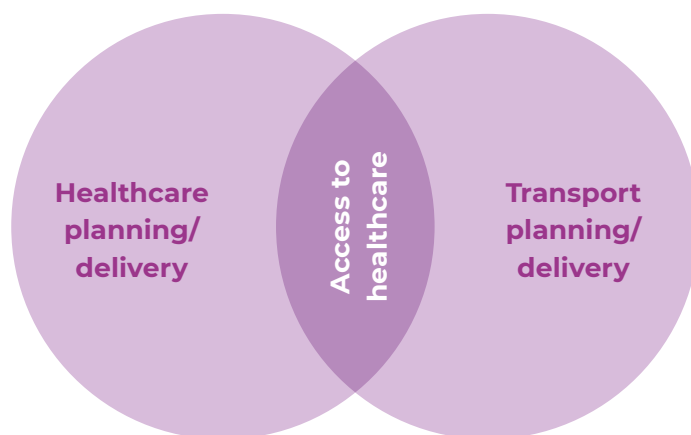 Healthcare
planning/
delivery
Access to
healthcare
Transport
planning/
delivery